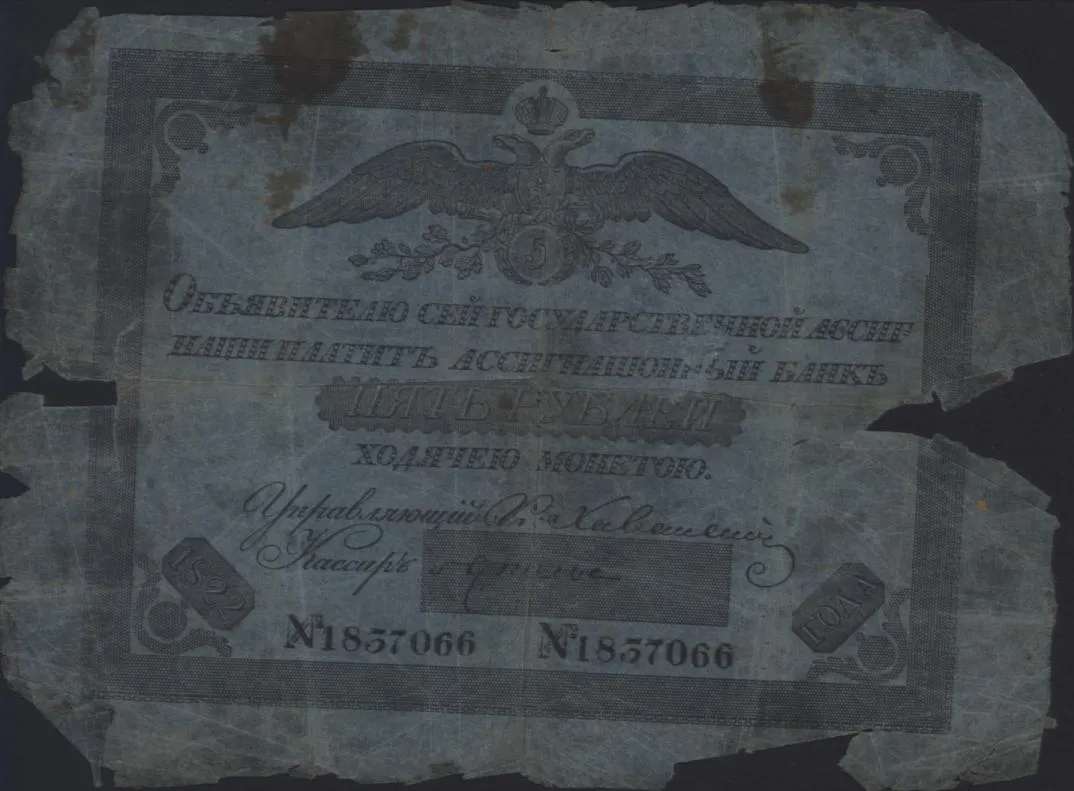 5
ОБЪЯВИТЕЛЮ СЕЙ ГОСУДАРСТВЕННОЙ АССИГ
НАЦІИ ПЛАТИТЪ АССИГНАЦІОННЫЙ БАНКЪ
ПЯТЬ РУБЛЕЙ
ХОДЯЧЕЮ МОНЕТОЮ.
Управляющій
Кассиръ
1822 ГОДА
№1837066 №1837066